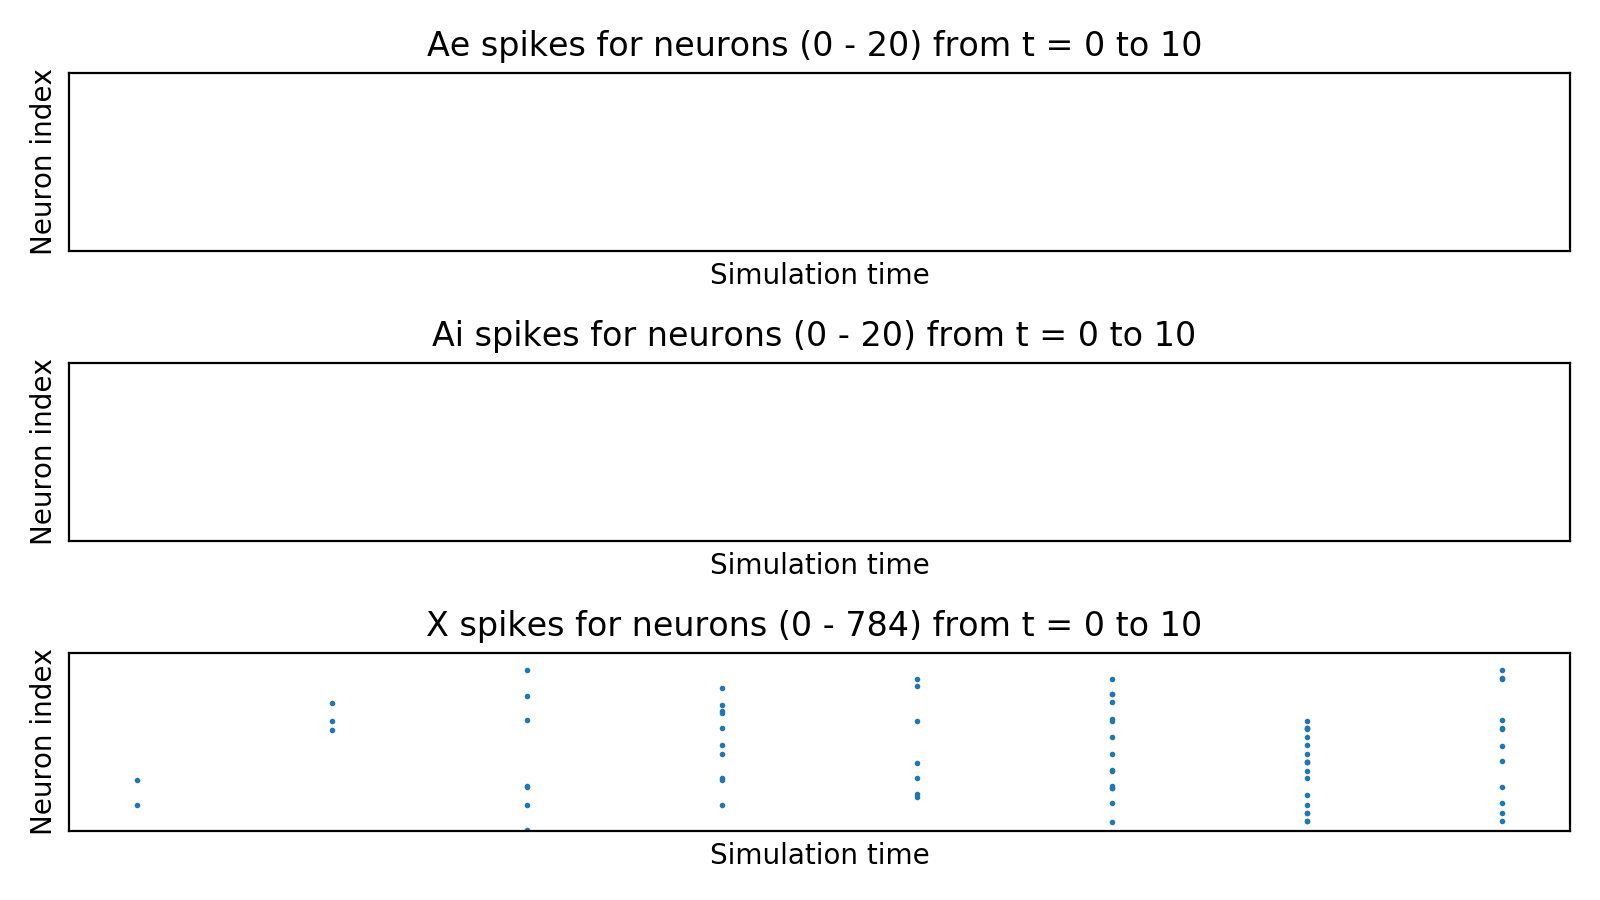 Ae spikes for neurons (0 - 20) from t = 0 to 10
Neuron index
Simulation time
Ai spikes for neurons (0 - 20) from t = 0 to 10
Neuron index
Simulation time
X spikes for neurons (0 - 784) from t = 0 to 10
Neuron index
Simulation time